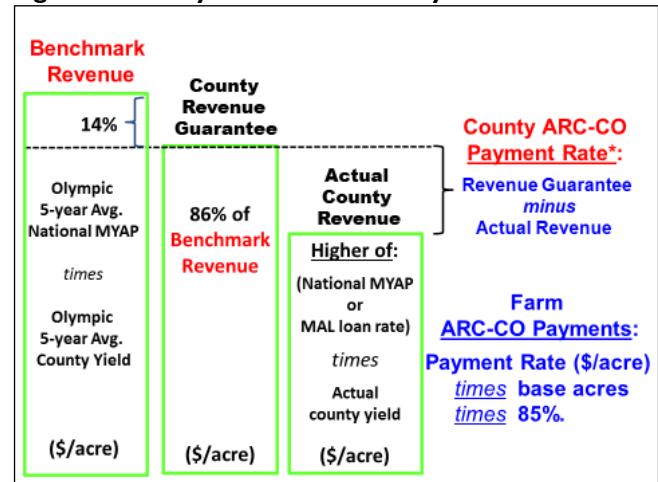 Benchmark
Revenue
14%
Olympic
5-year Avg.
National MYAP
times
Olympic
5-year Avg.
County Yield
($/acre)
County
Revenue
Guarantee
86% of
Benchmark
Revenue
($/acre)
Actual
County
Revenue
Higher of:
(National MYAP
or
MAL loan rate)
times
Actual
county yield
($/acre)
County ARC-CO
Payment Rate*:
Revenue Guarantee
minus
Actual Revenue
Farm
ARC-CO Payments:
Payment Rate ($/acre)
times base acres
times 85%.